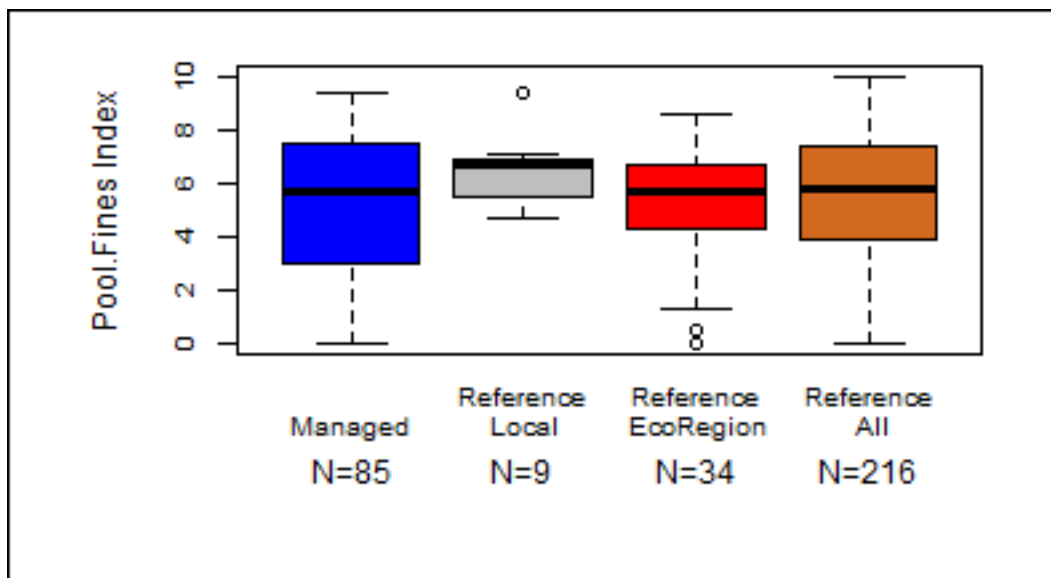 Pool.Fines Index
10
8
6
4
2
0
Managed
Reference
Local
Reference
EcoRegion
Reference
All
N=85
N=9
N=34
N=216